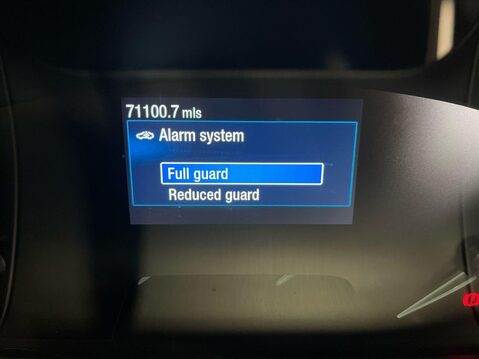 71100.7 mls
Alarm system
Full guard
Reduced guard